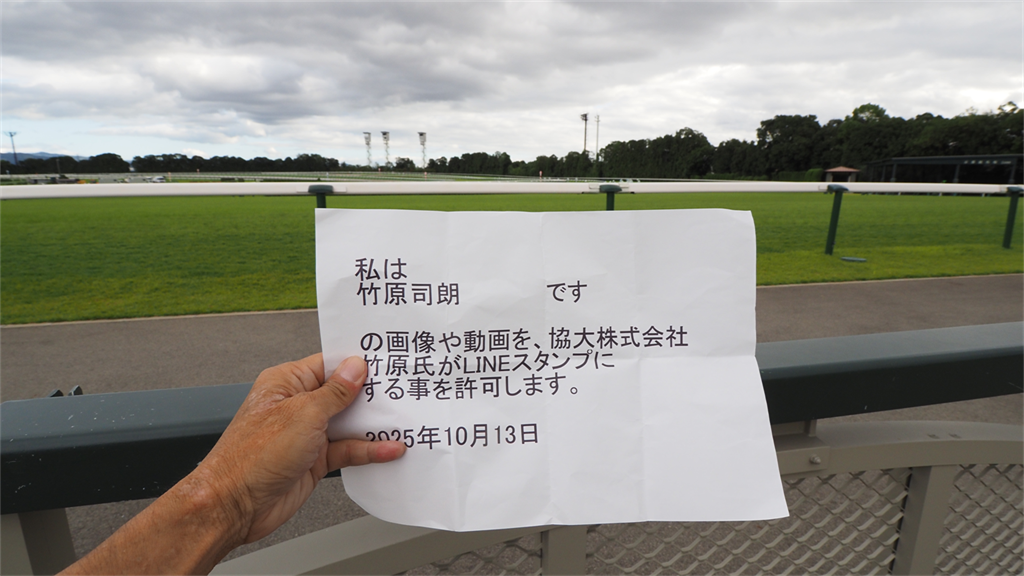 私は
竹原司朗 です
の画像や動画を、協大株式会社
竹原氏がLINEスタンプに
する事を許可します。
2025年10月13日